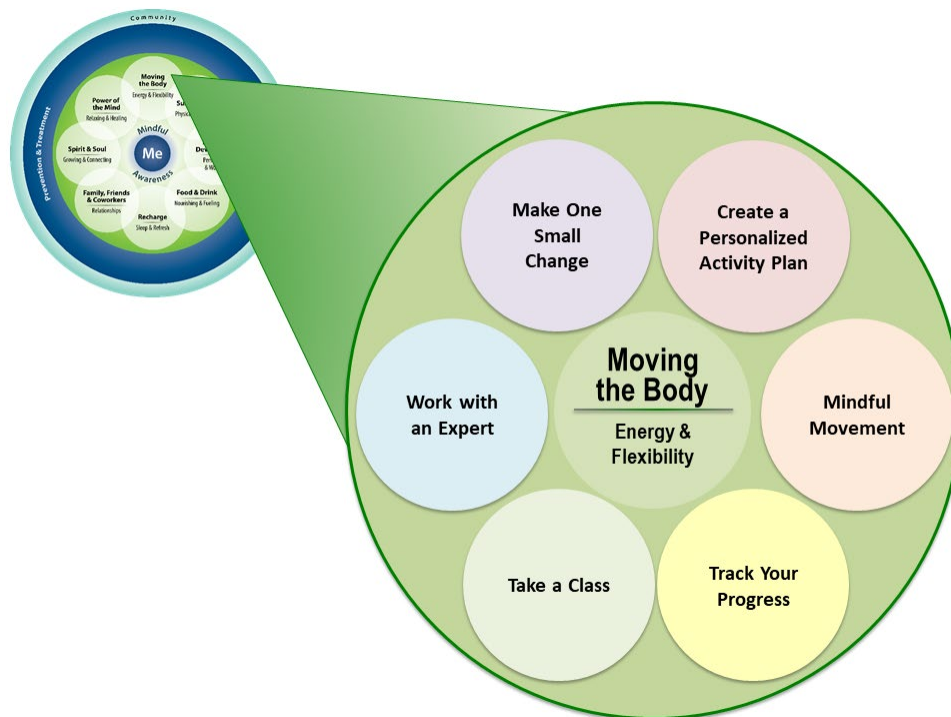 Community
Prevention & Treatment
Moving
the Body
Energy & Flexibility
Power of
the Mind
Relaxing & Healing
Spirit & Soul
Growing & Connecting
Mindful
Me
Awareness
Family, Friends
& Coworkers
Relationships
Food & Drink
Nourishing & Fueling
Recharge
Sleep & Refresh
Make One
Small
Change
Create a
Personalized
Activity Plan
Work with
an Expert
Moving
the Body
Energy &
Flexibility
Mindful
Movement
Take a Class
Track Your
Progress